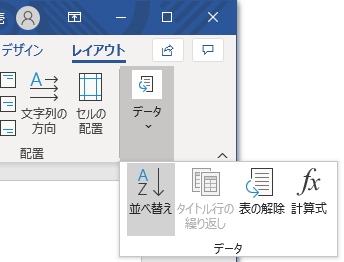 デザイン レイアウト
文字列の 方向
セルの 配置
データ
配置
A Z
並べ替え
タイトル行の 繰り返し
表の解除
fx
計算式
データ